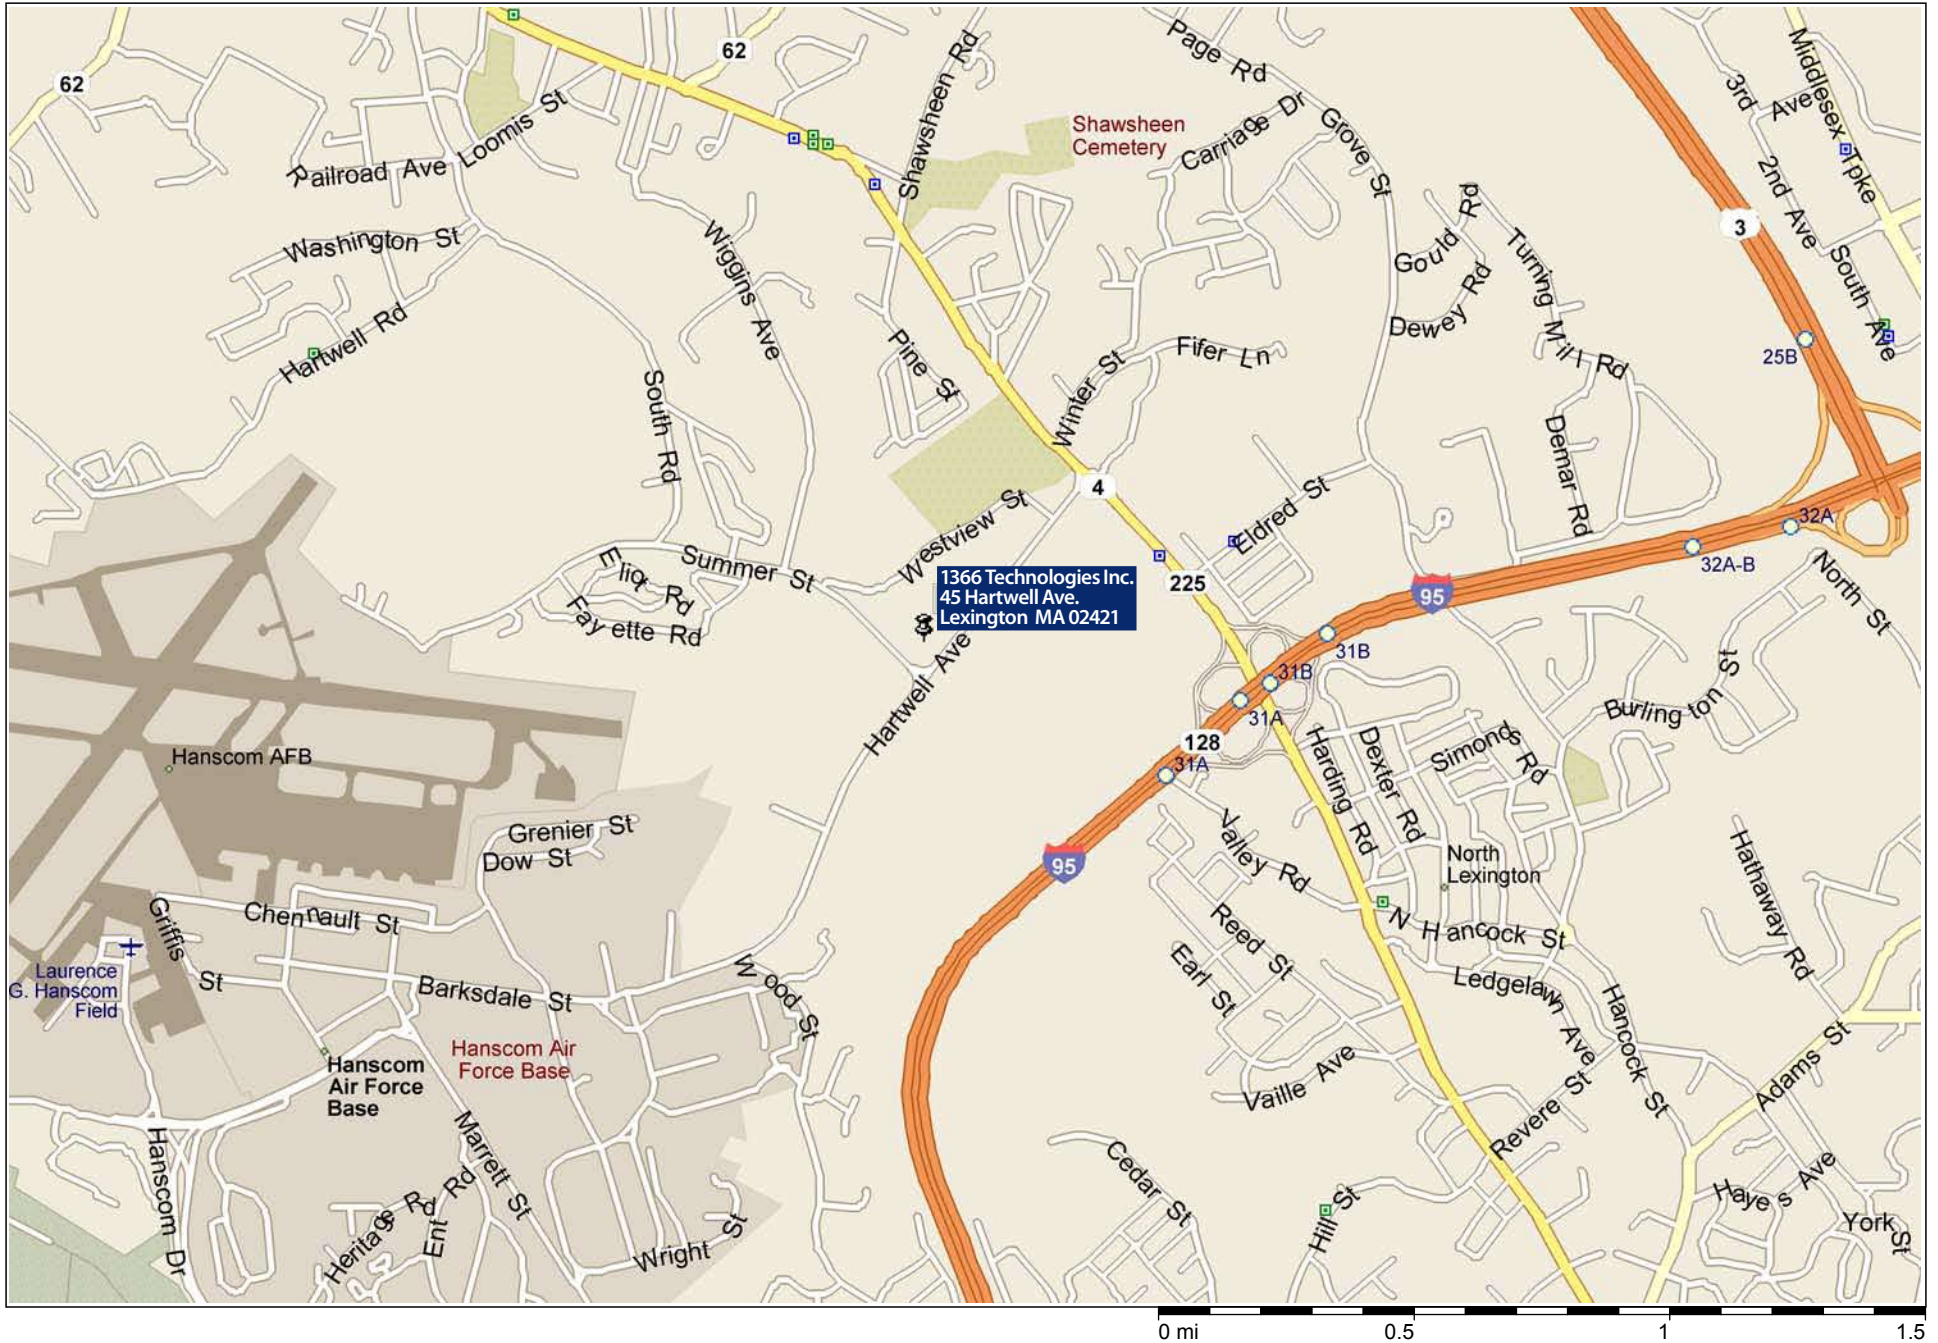 62
62
Shawsheen Rd
Page Rd
Middlesex Tpke
3rd Ave
2nd Ave
South Ave
Loomis St
Railroad Ave
Shawsheen
Cemetery
Carriage Dr
Grove St
Washington St
Wiggins Ave
Gould Rd
Turning Mill Rd
3
Hartwell Rd
Pine St
Winter St
Fifer Ln
Dewey Rd
25B
South Rd
Demar Rd
4
Westview St
Eldred St
32A
32A-B
Summer St
Eliot Rd
Fayette Rd
1366 Technologies Inc.
45 Hartwell Ave.
Lexington MA 02421
225
95
North St
31B
31B
31A
Burlington St
Hartwell Ave
128
31A
Harding Rd
Dexter Rd
Simonds Rd
Hanscom AFB
Grenier St
Dow St
95
Valley Rd
North
Lexington
Hathaway Rd
Griffis St
Chennault St
Reed St
N Hancock St
Earl St
Laurence
G. Hanscom
Field
Barksdale St
Wood St
Ledgelawn Ave
Hancock St
Hanscom Air
Force Base
Hanscom
Air Force
Base
Vaille Ave
Adams St
Revere St
Hanscom Dr
Marrett St
Heritage Rd
Ent Rd
Wright St
Cedar St
Hill St
Hayes Ave
York St
0 mi
0.5
1
1.5